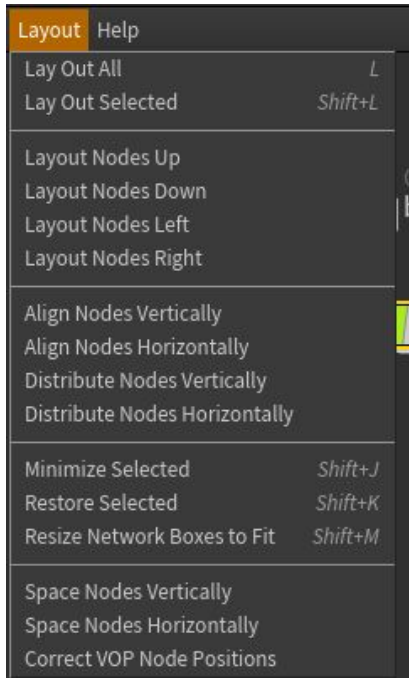 Layout Help
Lay Out All L
Lay Out Selected Shift+L
Layout Nodes Up
Layout Nodes Down
Layout Nodes Left
Layout Nodes Right
Align Nodes Vertically
Align Nodes Horizontally
Distribute Nodes Vertically
Distribute Nodes Horizontally
Minimize Selected Shift+J
Restore Selected Shift+K
Resize Network Boxes to Fit Shift+M
Space Nodes Vertically
Space Nodes Horizontally
Correct VOP Node Positions